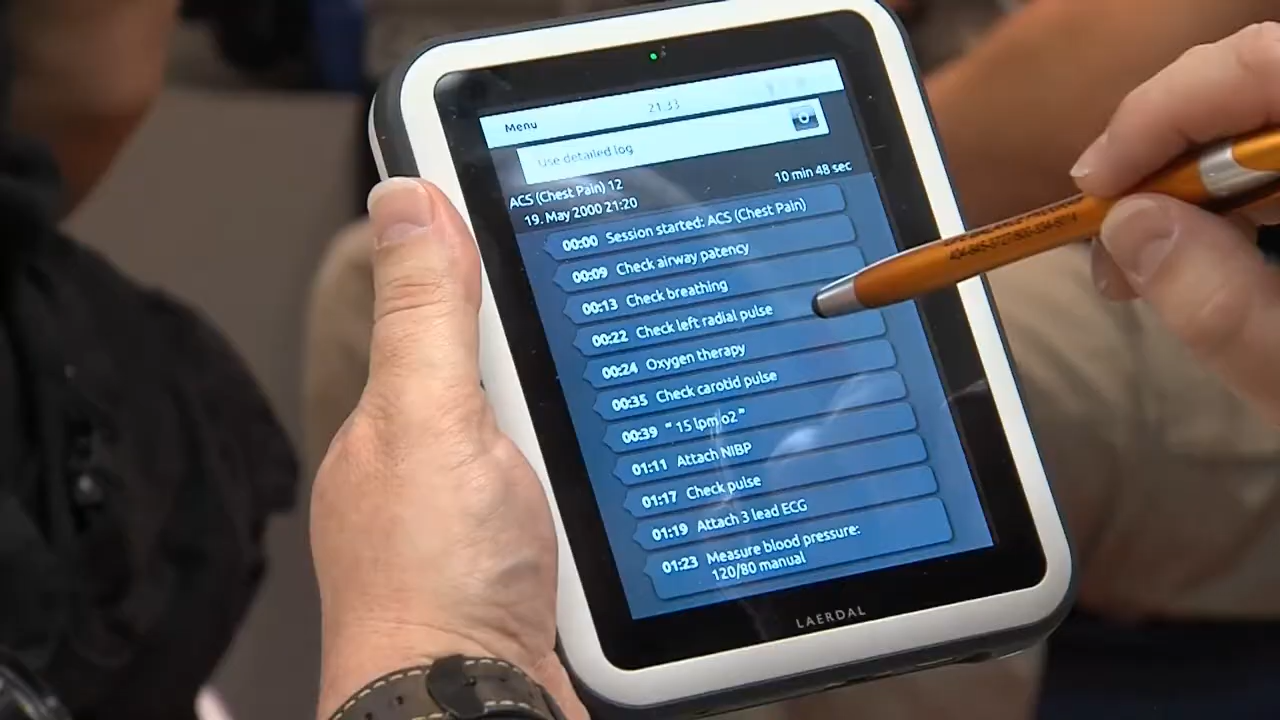 21:33
Menu
Use detailed log
ACS (Chest Pain) 12
10 min 48 sec
19. May 2000 21:20
00:00 Session started: ACS (Chest Pain)
00:09 Check airway patency
00:13 Check breathing
00:22 Check left radial pulse
00:24 Oxygen therapy
00:35 Check carotid pulse
00:39 " 15 lpm o2 "
01:11 Attach NIBP
01:17 Check pulse
01:19 Attach 3 lead ECG
01:23 Measure blood pressure:
120/80 manual
LAERDAL